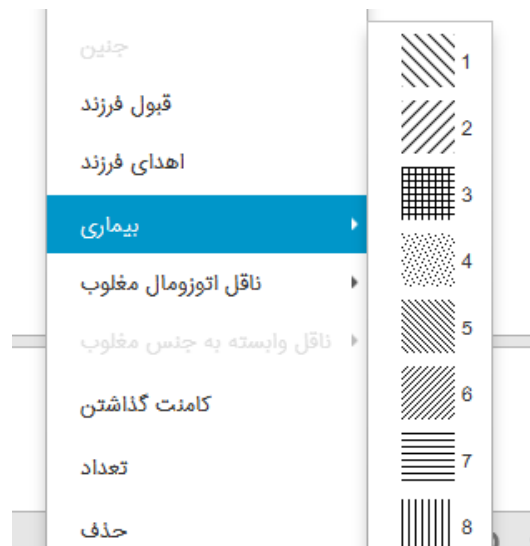 جنین
قبول فرزند
اهدای فرزند
بیماری
ناقل اتوزومال مغلوب
ناقل وابسته به جنس مغلوب
کامنت گذاشتن
تعداد
حذف
1
2
3
4
5
6
7
8